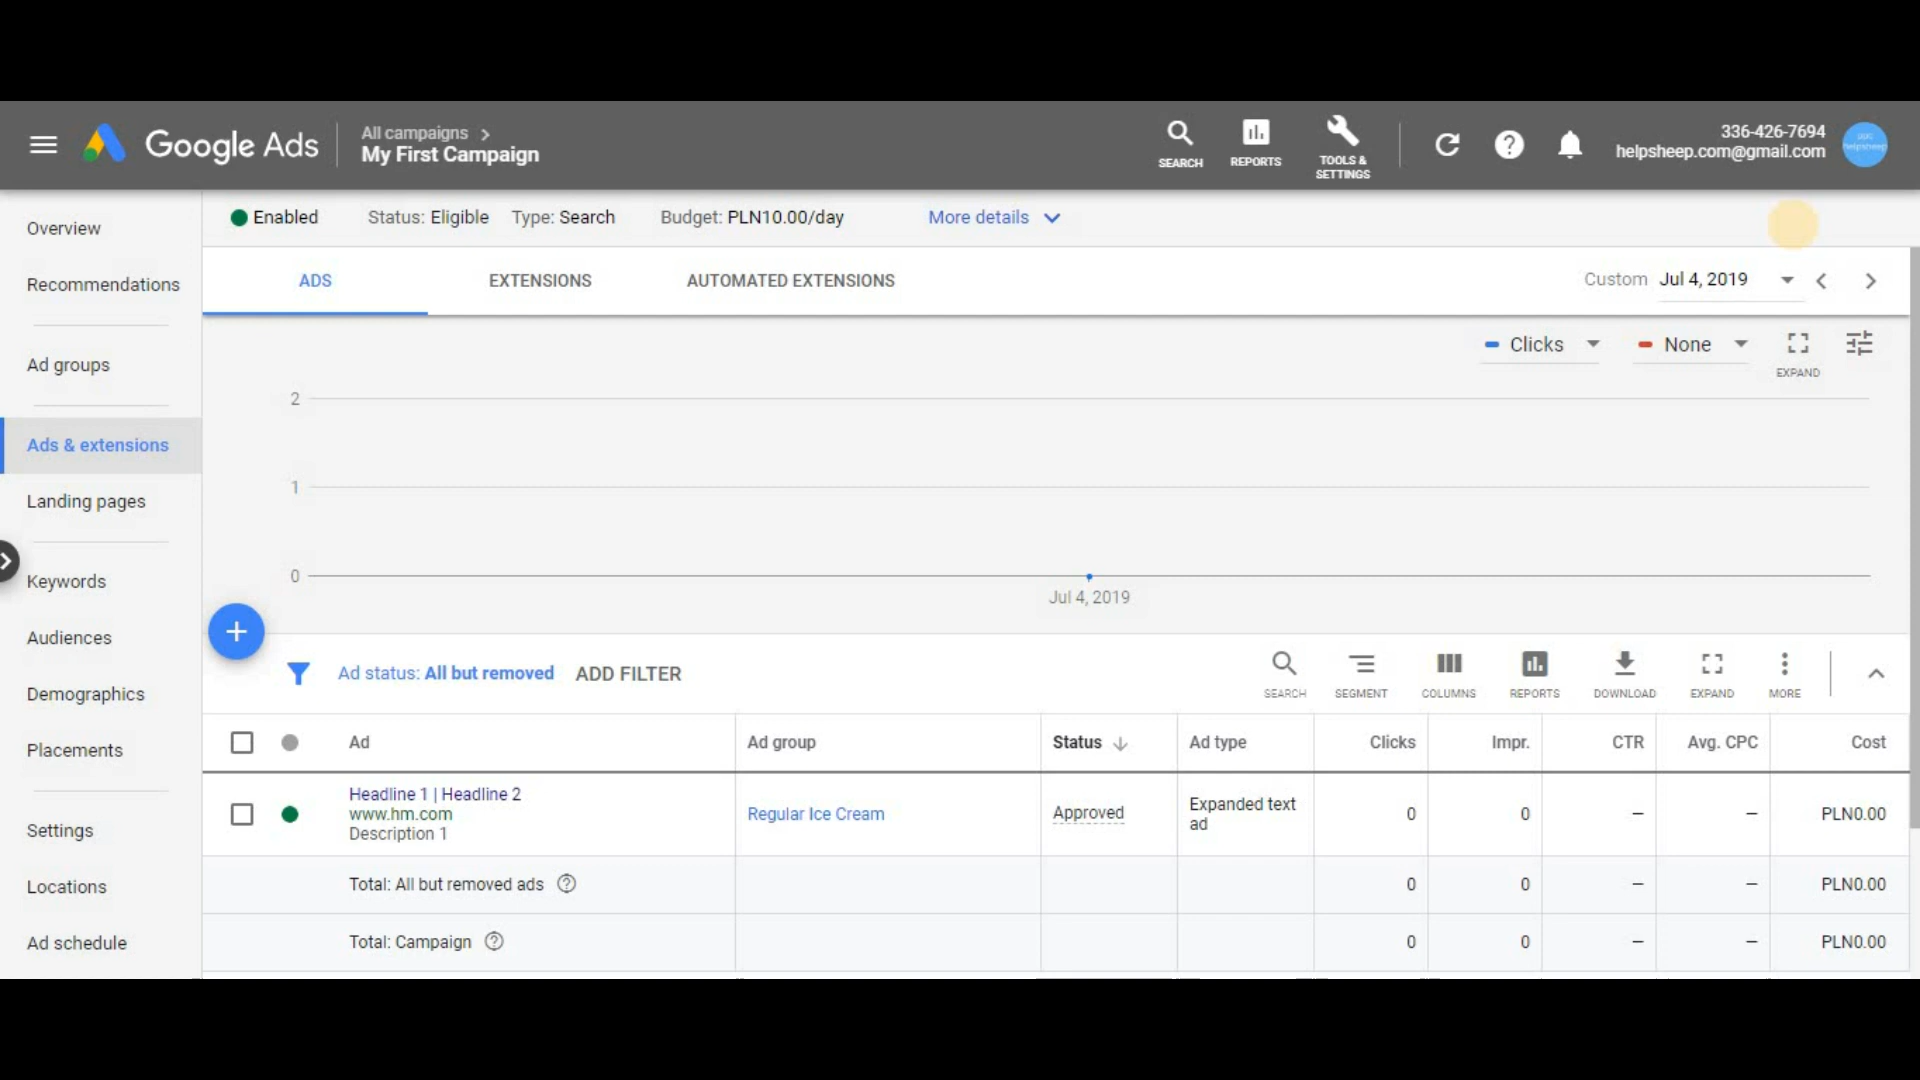 Google Ads
All campaigns >
My First Campaign
SEARCH
REPORTS
TOOLS &
SETTINGS
336-426-7694
helpsheep.com@gmail.com
Overview
Recommendations
Ad groups
Ads & extensions
Landing pages
Keywords
Audiences
Demographics
Placements
Settings
Locations
Ad schedule
Enabled Status: Eligible Type: Search Budget: PLN10.00/day More details
ADS EXTENSIONS AUTOMATED EXTENSIONS Custom Jul 4, 2019
Clicks None
EXPAND
2
1
0
Jul 4, 2019
Ad status: All but removed ADD FILTER
SEARCH SEGMENT COLUMNS REPORTS DOWNLOAD EXPAND MORE
Ad Ad group Status Ad type Clicks Impr. CTR Avg. CPC Cost
Headline 1 | Headline 2
www.hm.com
Description 1
Regular Ice Cream
Approved
Expanded text
ad
0 0 – – PLN0.00
Total: All but removed ads 0 0 – – PLN0.00
Total: Campaign 0 0 – – PLN0.00